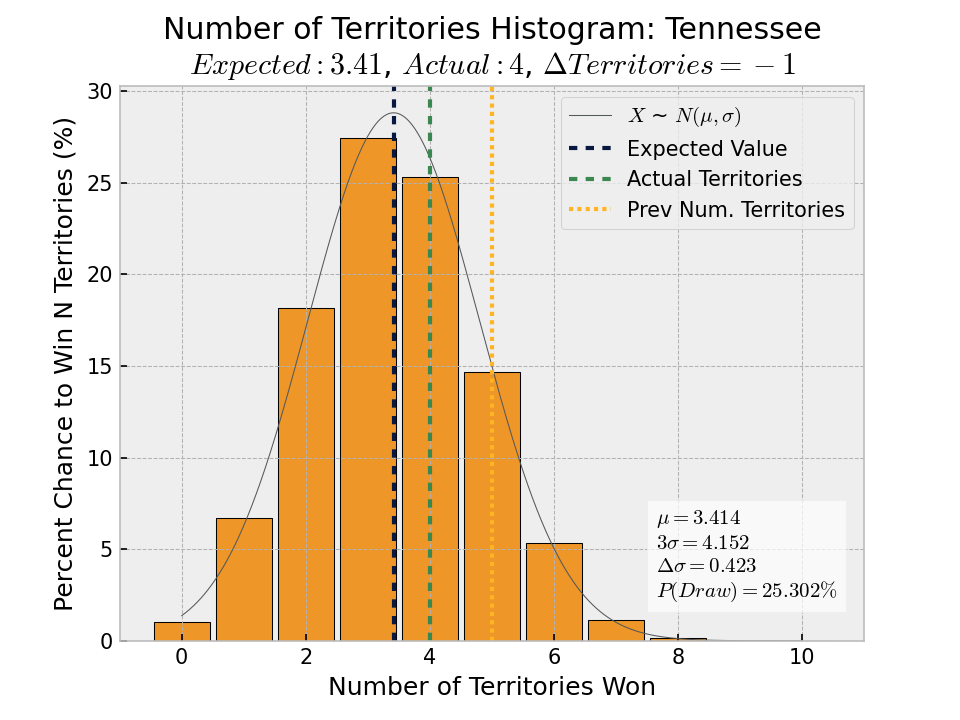 Number of Territories Histogram: Tennessee
Expected : 3.41, Actual : 4, ΔTerritories = −1
Percent Chance to Win N Territories (%)
30
25
20
15
10
5
0
X ~ N(μ, σ)
Expected Value
Actual Territories
Prev Num. Territories
μ = 3.414
3σ = 4.152
Δσ = 0.423
P(Draw) = 25.302%
0 2 4 6 8 10
Number of Territories Won